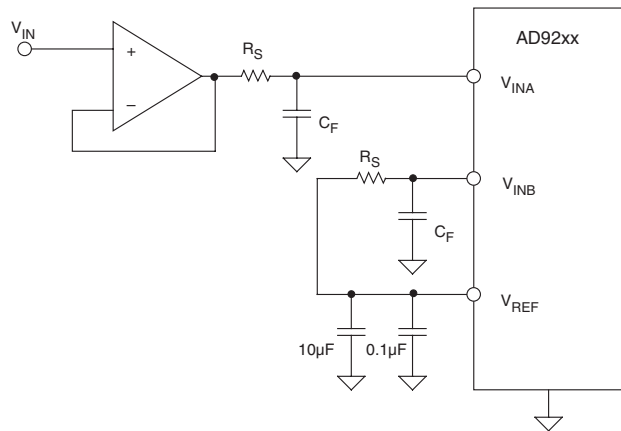 V_IN
AD92xx
+
R_S
V_INA
−
C_F
R_S
V_INB
C_F
V_REF
10µF 0.1µF